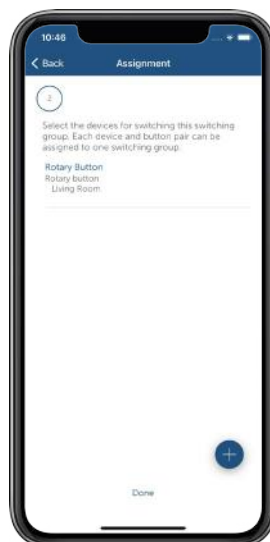 10:46
Back Assignment
2
Select the devices for switching this switching
group. Each device and button pair can be
assigned to one switching group.
Rotary Button
Rotary button
Living Room
+
Done